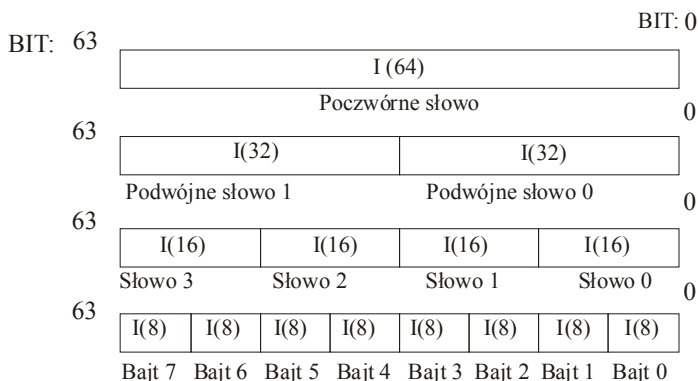 BIT: 0
BIT: 63
I (64)
Poczwórne słowo
0
63
I(32) I(32)
Podwójne słowo 1 Podwójne słowo 0
0
63
I(16) I(16) I(16) I(16)
Słowo 3 Słowo 2 Słowo 1 Słowo 0
0
63
I(8) I(8) I(8) I(8) I(8) I(8) I(8) I(8)
Bajt 7 Bajt 6 Bajt 5 Bajt 4 Bajt 3 Bajt 2 Bajt 1 Bajt 0